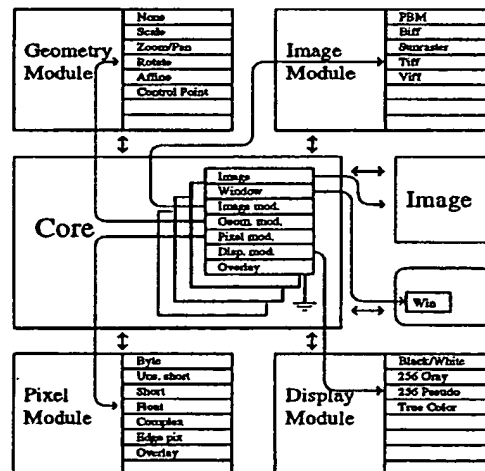 Geometry
Module
None
Scale
Zoom/Pan
Rotate
Affine
Control Point
Image
Module
PBM
Biff
Sunraster
Tiff
Viff
Core
Image
Window
Image mod.
Geom. mod.
Pixel mod.
Disp. mod.
Overlay
Image
Win
Pixel
Module
Byte
Uns. short
Short
Float
Complex
Edge pix
Overlay
Display
Module
Black/White
256 Gray
256 Pseudo
True Color